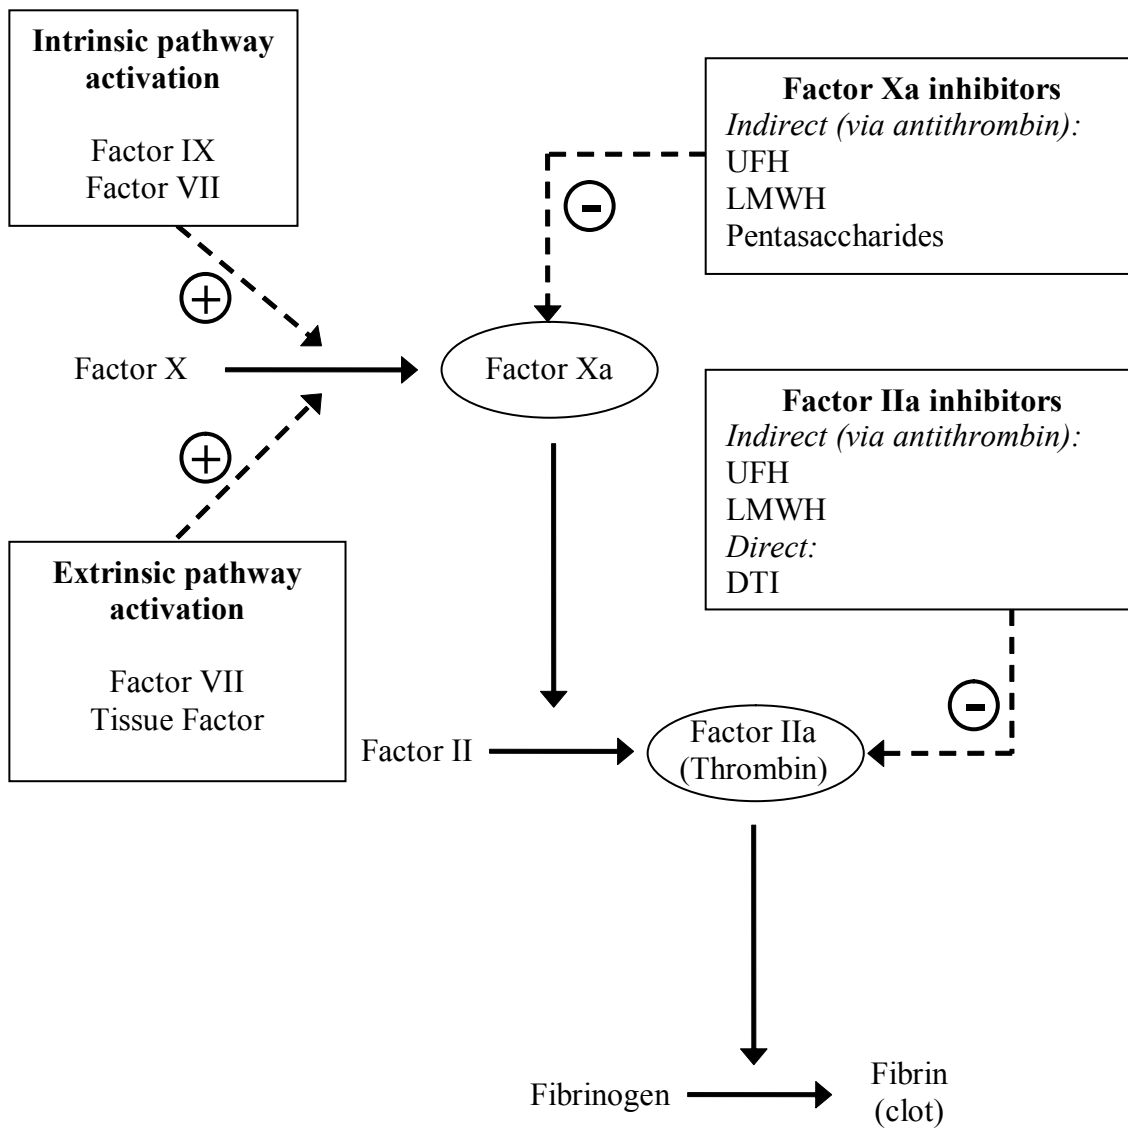 Intrinsic pathway
activation
Factor IX
Factor VII
+
Factor X
+
Extrinsic pathway
activation
Factor VII
Tissue Factor
Factor Xa inhibitors
Indirect (via antithrombin):
UFH
LMWH
Pentasaccharides
-
Factor Xa
Factor IIa inhibitors
Indirect (via antithrombin):
UFH
LMWH
Direct:
DTI
-
Factor II
Factor IIa
(Thrombin)
Fibrinogen
Fibrin
(clot)